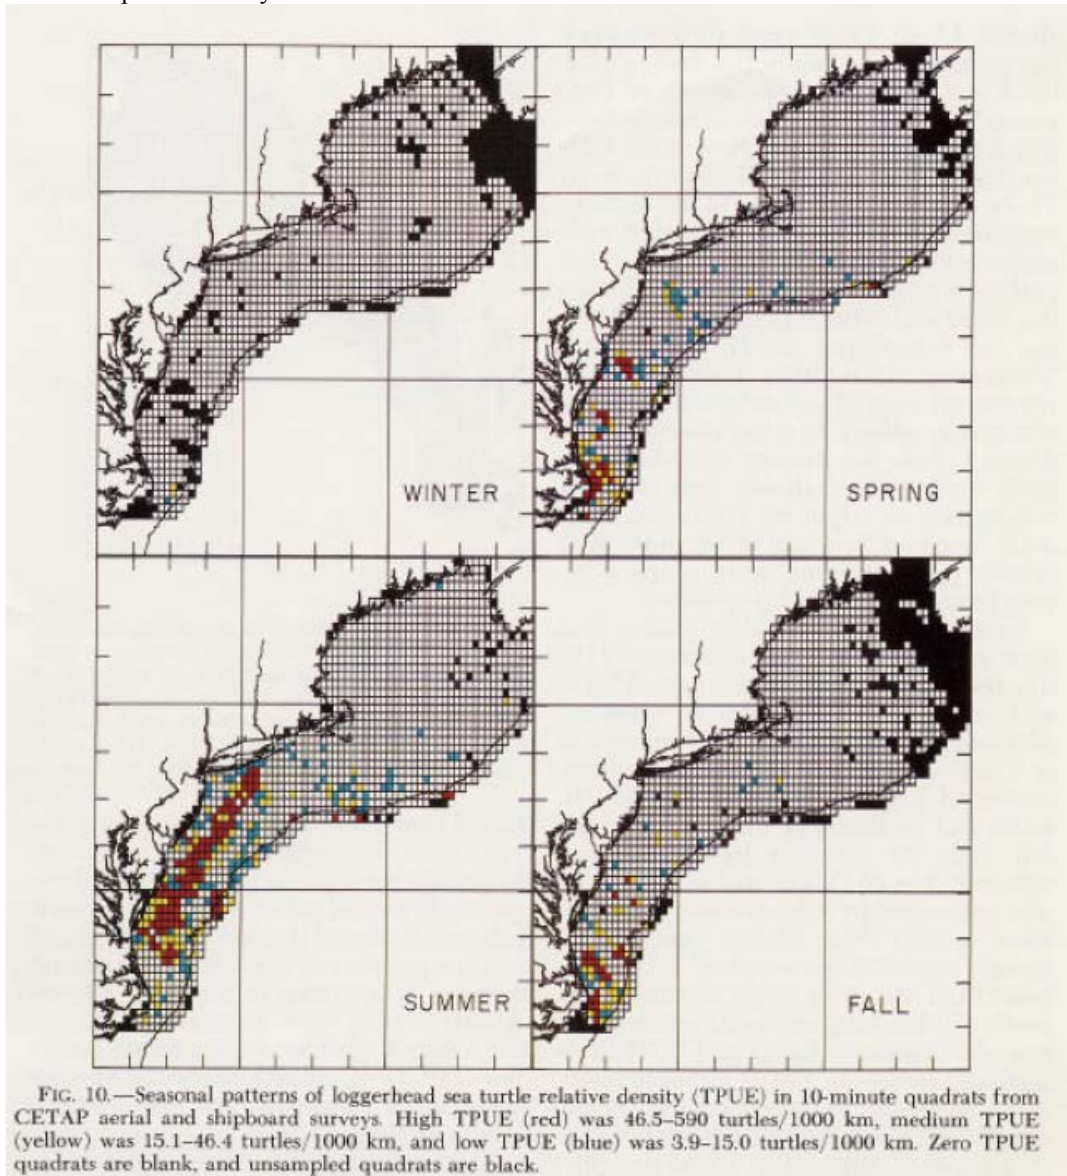 WINTER
SPRING
SUMMER
FALL
FIG. 10.—Seasonal patterns of loggerhead sea turtle relative density (TPUE) in 10-minute quadrats from
CETAP aerial and shipboard surveys. High TPUE (red) was 46.5–590 turtles/1000 km, medium TPUE
(yellow) was 15.1–46.4 turtles/1000 km, and low TPUE (blue) was 3.9–15.0 turtles/1000 km. Zero TPUE
quadrats are blank, and unsampled quadrats are black.